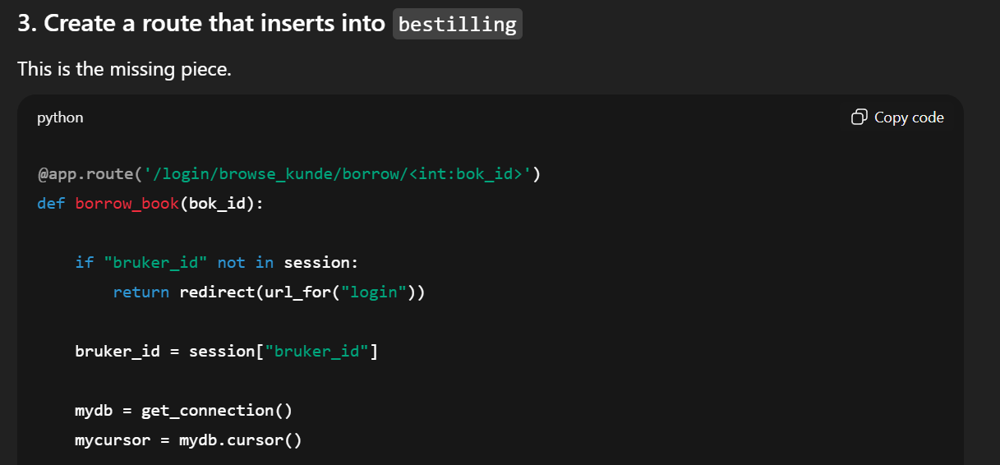 3. Create a route that inserts into bestilling
This is the missing piece.
python
Copy code
@app.route('/login/browse_kunde/borrow/<int:bok_id>')
def borrow_book(bok_id):
    if "bruker_id" not in session:
        return redirect(url_for("login"))
    bruker_id = session["bruker_id"]
    mydb = get_connection()
    mycursor = mydb.cursor()